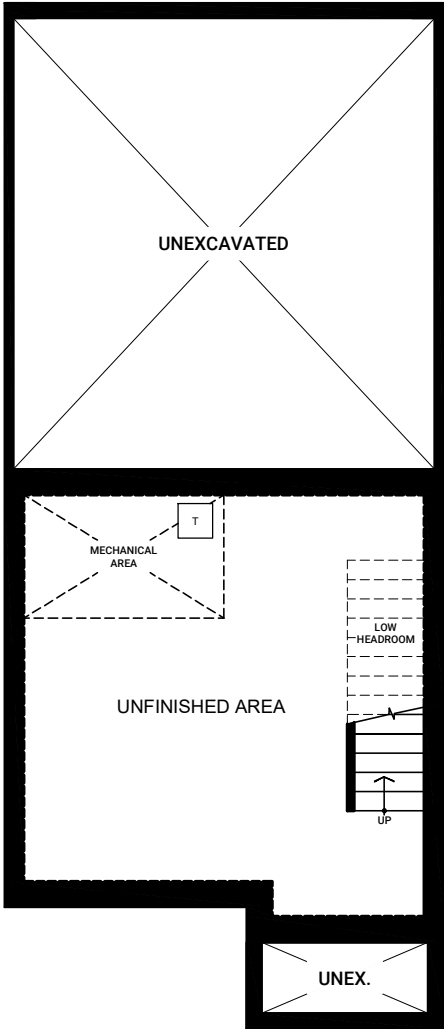 UNEXCAVATED
T
MECHANICAL
AREA
LOW
HEADROOM
UNFINISHED AREA
UP
UNEX.